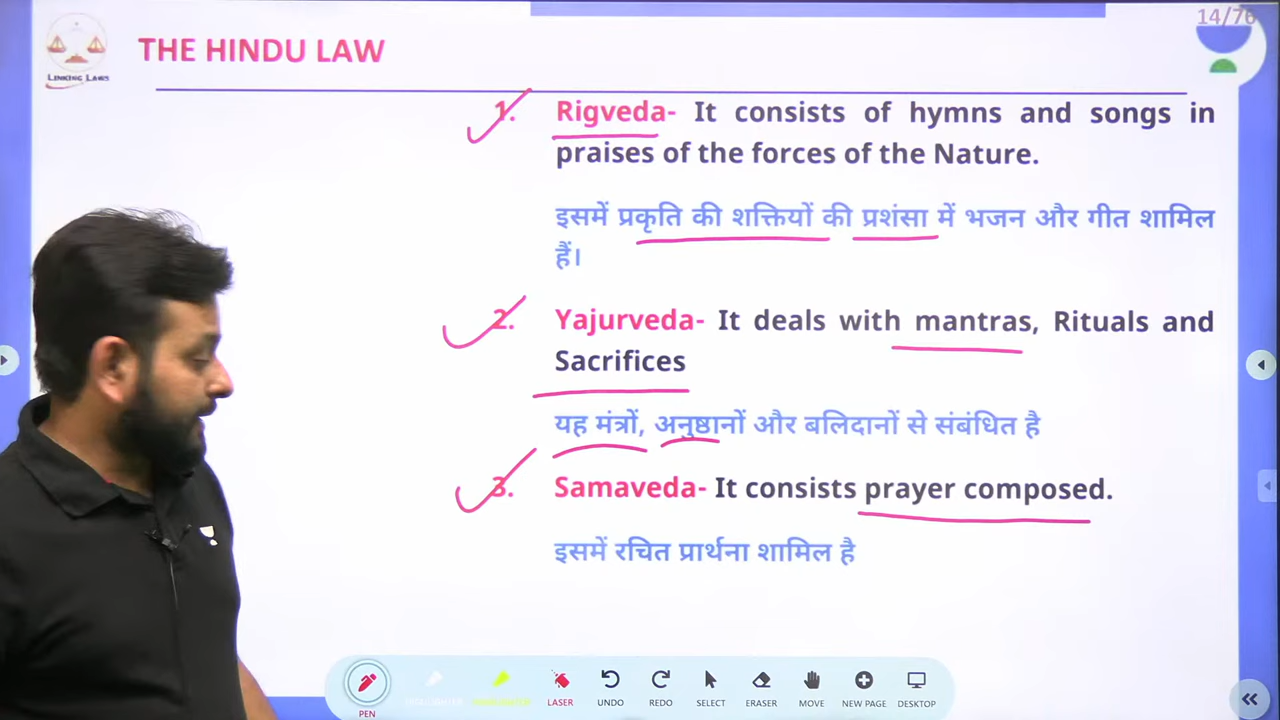 14/76
THE HINDU LAW
LINKING LAWS
1. Rigveda- It consists of hymns and songs in
praises of the forces of the Nature.
इसमें प्रकृति की शक्तियों की प्रशंसा में भजन और गीत शामिल
हैं।
2. Yajurveda- It deals with mantras, Rituals and
Sacrifices
यह मंत्रों, अनुष्ठानों और बलिदानों से संबंधित है
3. Samaveda- It consists prayer composed.
इसमें रचित प्रार्थना शामिल है
PEN
HIGHLIGHTER
LASER
UNDO
REDO
SELECT
ERASER
MOVE
NEW PAGE
DESKTOP